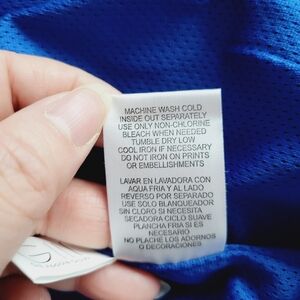 MACHINE WASH COLD
INSIDE OUT SEPARATELY
USE ONLY NON-CHLORINE
BLEACH WHEN NEEDED
TUMBLE DRY LOW
COOL IRON IF NECESSARY
DO NOT IRON ON PRINTS
OR EMBELLISHMENTS
LAVAR EN LAVADORA CON
AQUA FRIA Y AL LADO
REVERSO POR SEPARADO
USE SOLO BLANQUEADOR
SIN CLORO SI NECESITA
SECADORA CICLO SUAVE
PLANCHA FRIA SI ES
NECESARIO
NO PLACHE LOS ADORNOS
O DECORACIONES